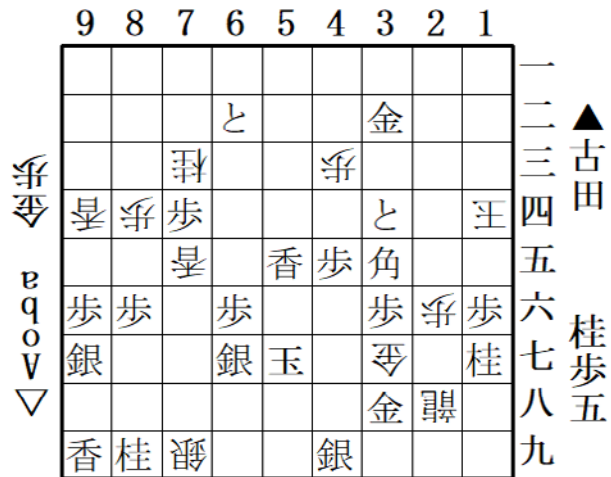 9 8 7 6 5 4 3 2 1
一
と 金 二
桂 歩 三
香 歩 歩 と 玉 四
香 香 歩 角 五
歩 歩 歩 歩 歩 歩 六
銀 銀 玉 金 桂 七
金 龍 八
香 桂 銀 銀 九
▲古田 桂歩五
△Aoba 金歩